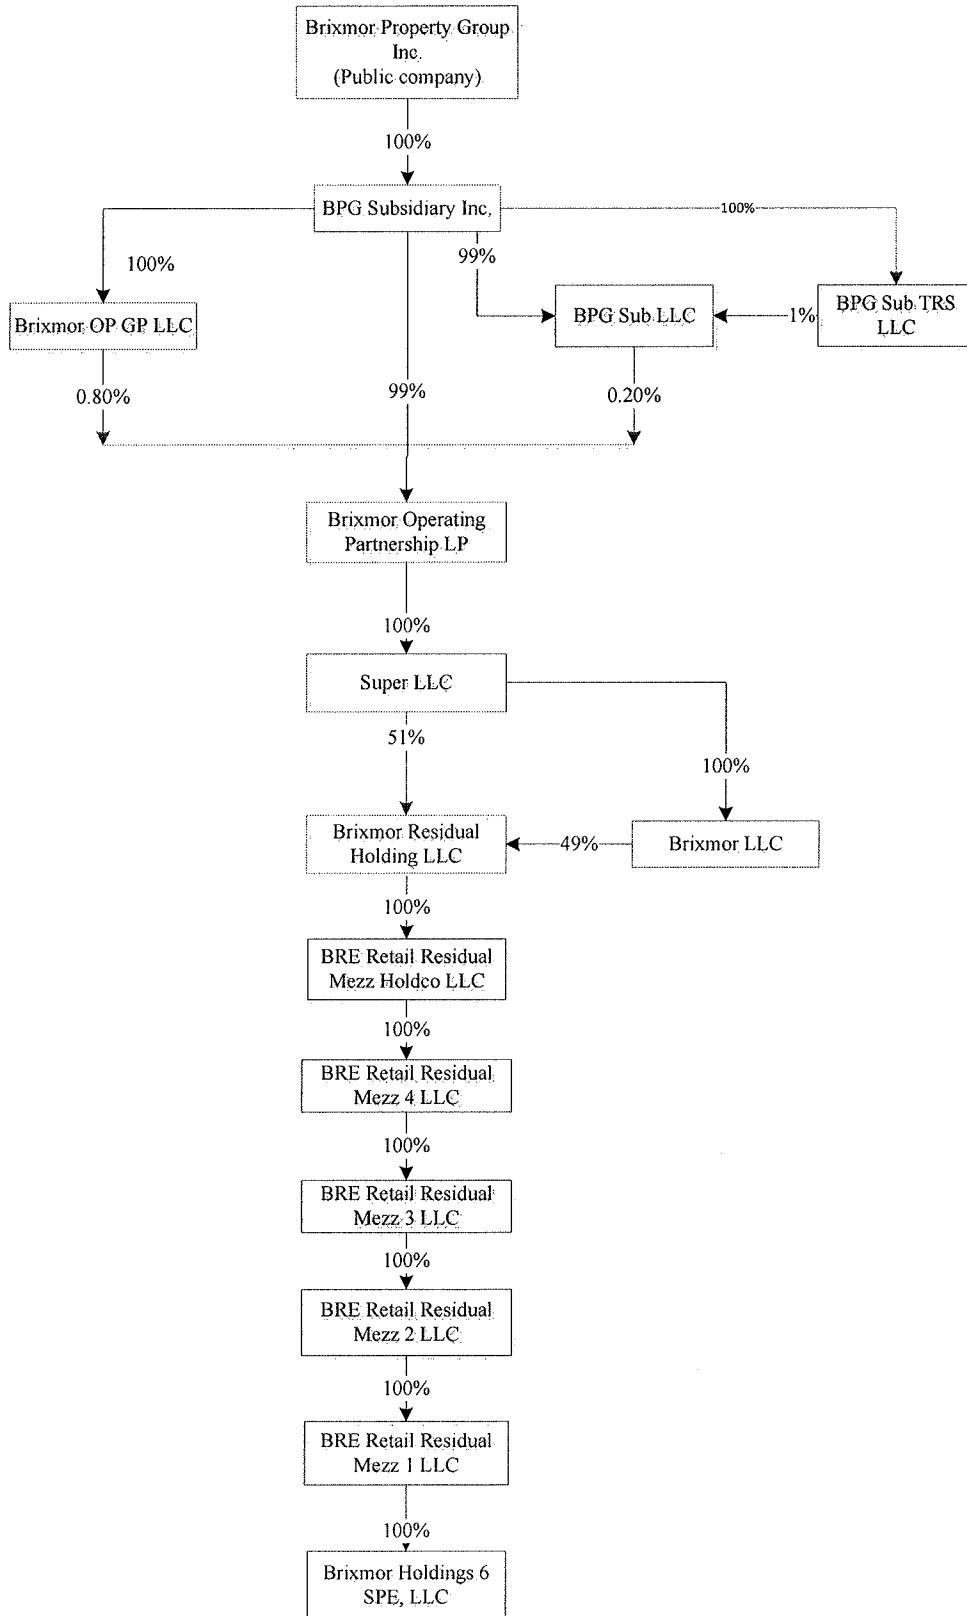 Brixmor Property Group
Inc.
(Public company)
100%
BPG Subsidiary Inc.
100%
99%
100%
Brixmor OP GP LLC
BPG Sub LLC
1%
BPG Sub TRS
LLC
0.80%
99%
0.20%
Brixmor Operating
Partnership LP
100%
Super LLC
51%
100%
Brixmor Residual
Holding LLC
49%
Brixmor LLC
100%
BRE Retail Residual
Mezz Holdco LLC
100%
BRE Retail Residual
Mezz 4 LLC
100%
BRE Retail Residual
Mezz 3 LLC
100%
BRE Retail Residual
Mezz 2 LLC
100%
BRE Retail Residual
Mezz 1 LLC
100%
Brixmor Holdings 6
SPE, LLC